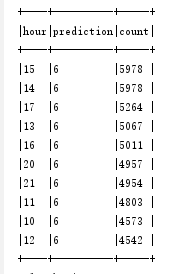 +----+----------+-----+
|hour|prediction|count|
+----+----------+-----+
|15  |6         |5978 |
|14  |6         |5978 |
|17  |6         |5264 |
|13  |6         |5067 |
|16  |6         |5011 |
|20  |6         |4957 |
|21  |6         |4954 |
|11  |6         |4803 |
|10  |6         |4573 |
|12  |6         |4542 |
+----+----------+-----+